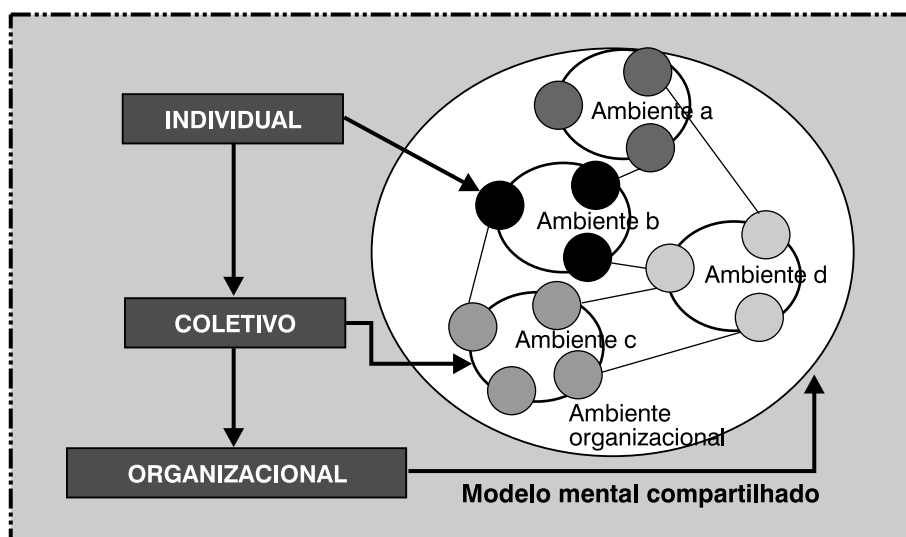 INDIVIDUAL
Ambiente a
Ambiente b
Ambiente d
COLETIVO
Ambiente c
Ambiente
organizacional
ORGANIZACIONAL
Modelo mental compartilhado